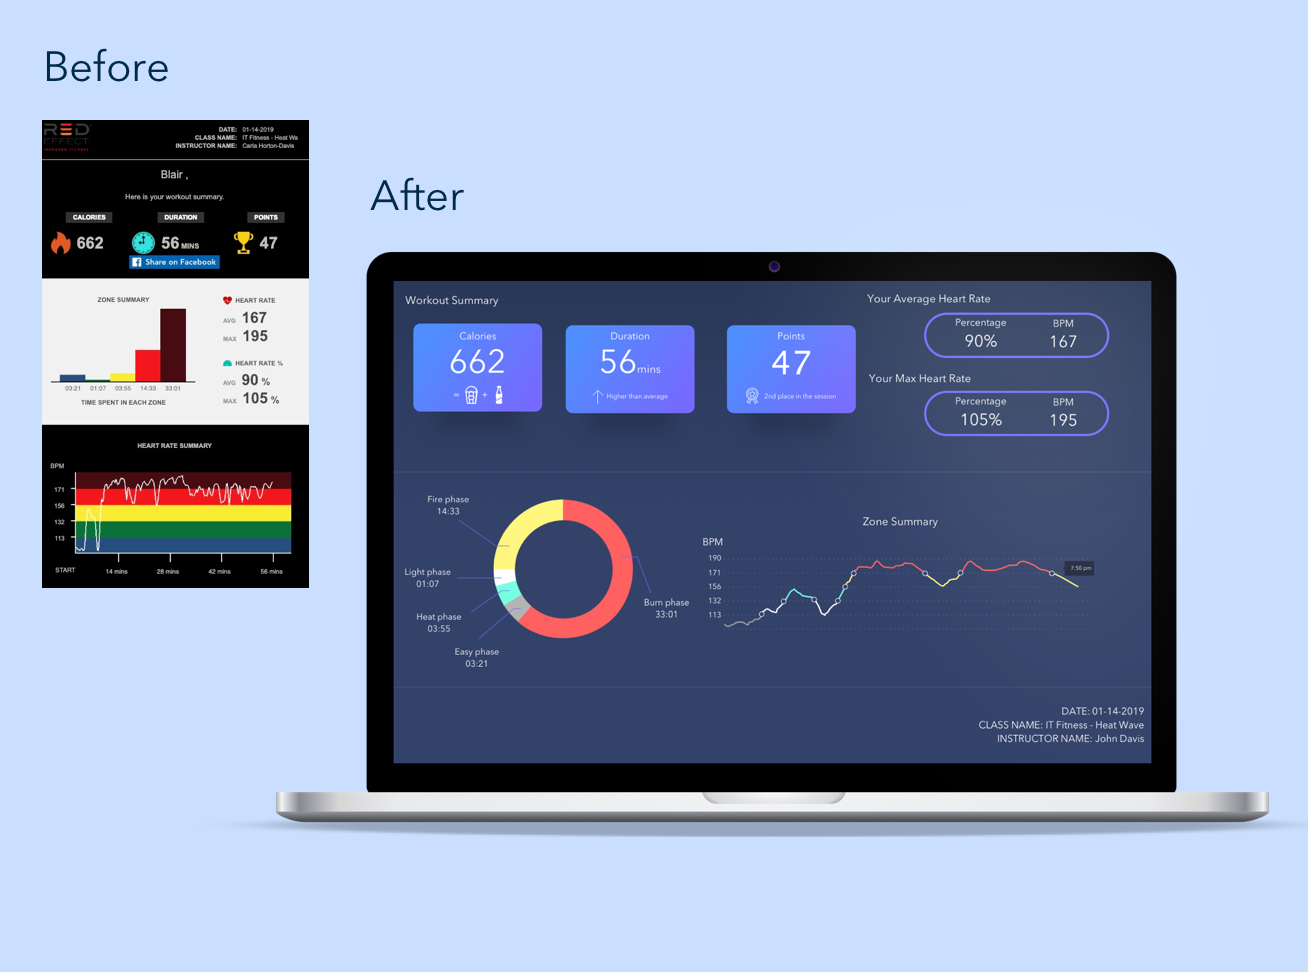 Before
RED
EFFECT
DATE: 01-14-2019
CLASS NAME: IT Fitness - Heat Wa
INSTRUCTOR NAME: Carla Horton-Davis
Blair ,
Here is your workout summary.
CALORIES DURATION POINTS
662 56 MINS 47
Share on Facebook
ZONE SUMMARY
03:21 01:07 03:55 14:33 33:01
TIME SPENT IN EACH ZONE
HEART RATE
AVG 167
MAX 195
HEART RATE %
AVG 90 %
MAX 105 %
HEART RATE SUMMARY
BPM
171
156
132
113
START 14 mins 28 mins 42 mins 56 mins
After
Workout Summary
Calories
662
= +
Duration
56 mins
Higher than average
Points
47
2nd place in the session
Your Average Heart Rate
Percentage BPM
90% 167
Your Max Heart Rate
Percentage BPM
105% 195
Fire phase
14:33
Light phase
01:07
Heat phase
03:55
Easy phase
03:21
Burn phase
33:01
Zone Summary
BPM
190
171
156
132
113
7:50 pm
DATE: 01-14-2019
CLASS NAME: IT Fitness - Heat Wave
INSTRUCTOR NAME: John Davis